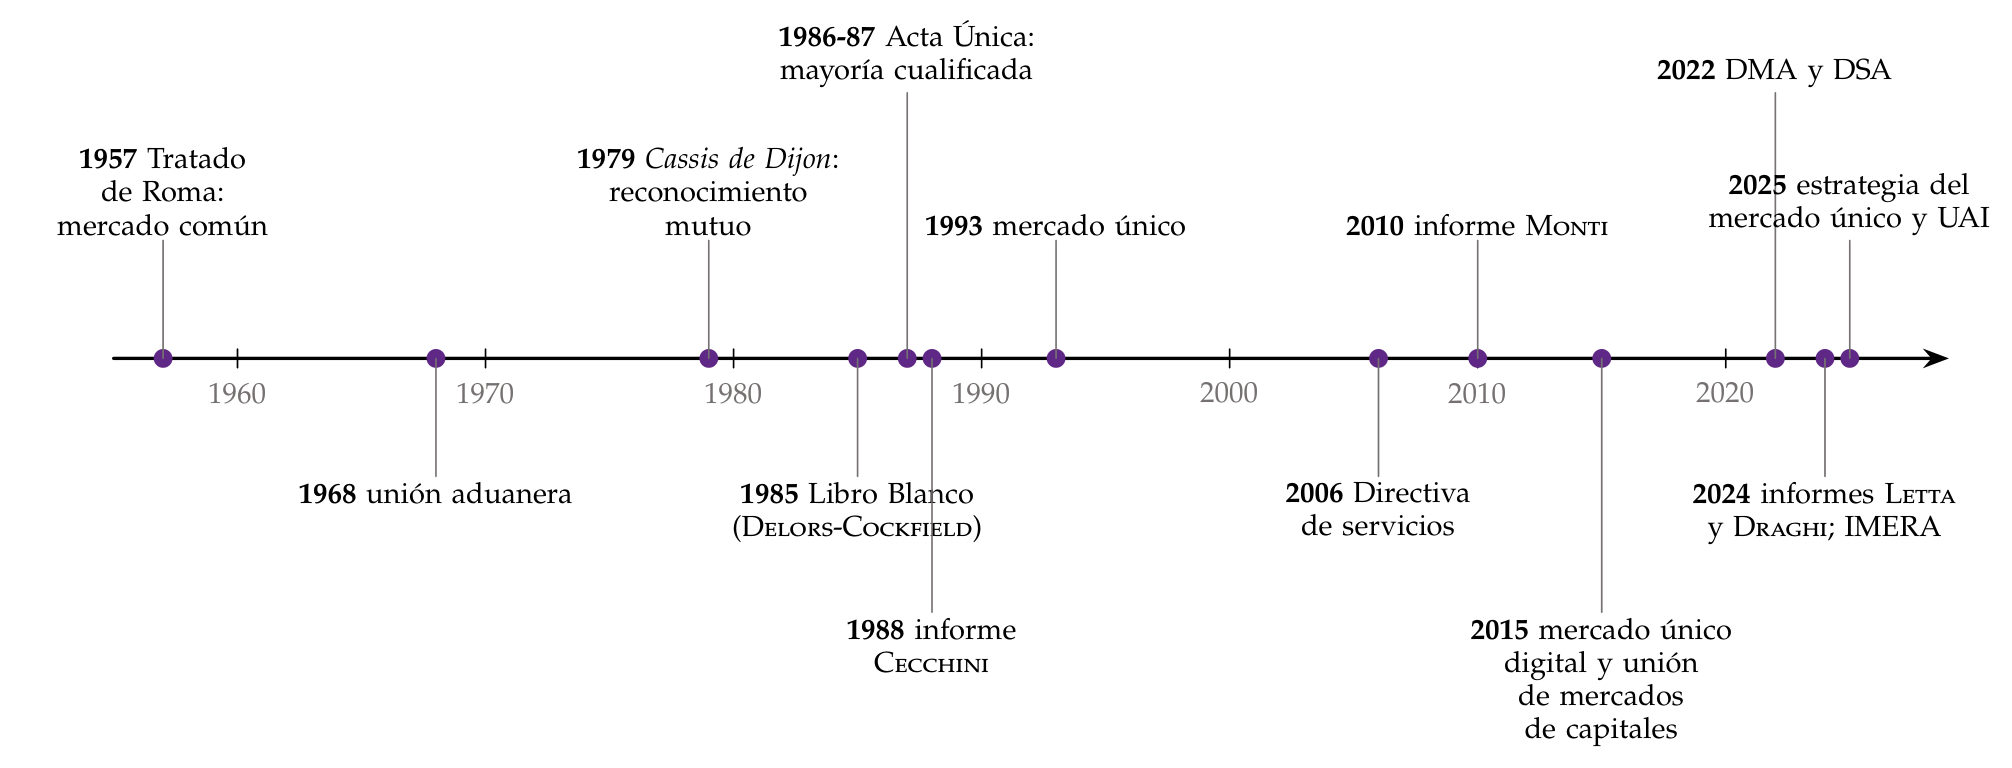 1986-87 Acta Única:
mayoría cualificada
2022 DMA y DSA
1957 Tratado
de Roma:
mercado común
1979 Cassis de Dijon:
reconocimiento
mutuo
1993 mercado único
2010 informe Monti
2025 estrategia del
mercado único y UAI
1960
1970
1980
1990
2000
2010
2020
1968 unión aduanera
1985 Libro Blanco
(Delors-Cockfield)
2006 Directiva
de servicios
2024 informes Letta
y Draghi; IMERA
1988 informe
Cecchini
2015 mercado único
digital y unión
de mercados
de capitales